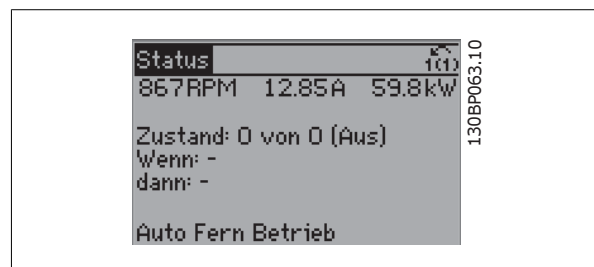 Status
1(1)
867RPM 12.85A 59.8kW
Zustand: 0 von 0 (Aus)
Wenn: -
dann: -
Auto Fern Betrieb
130BP063.10